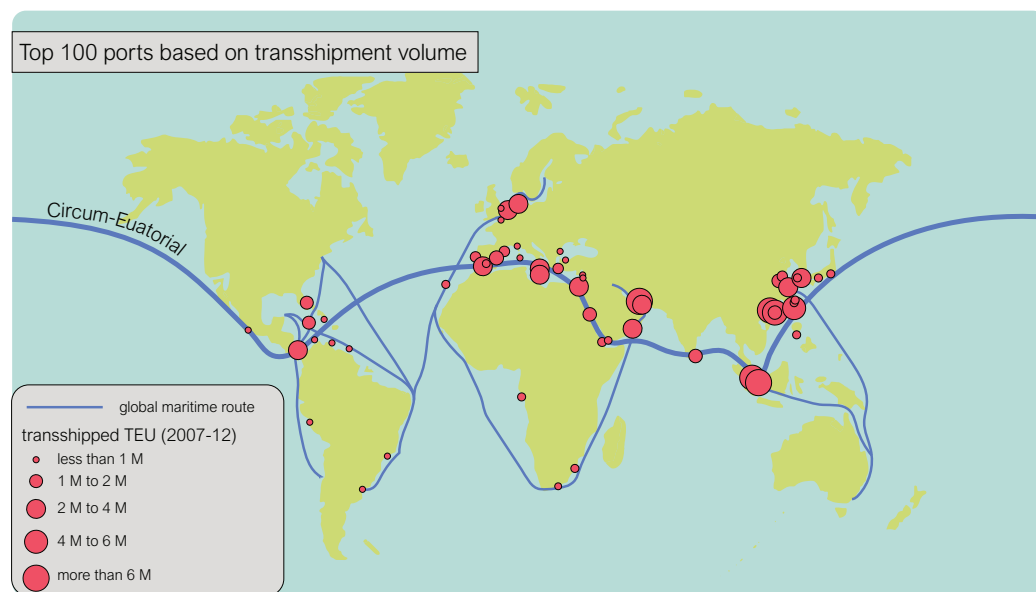 Top 100 ports based on transshipment volume
Circum-Euatorial
global maritime route
transshipped TEU (2007-12)
less than 1 M
1 M to 2 M
2 M to 4 M
4 M to 6 M
more than 6 M